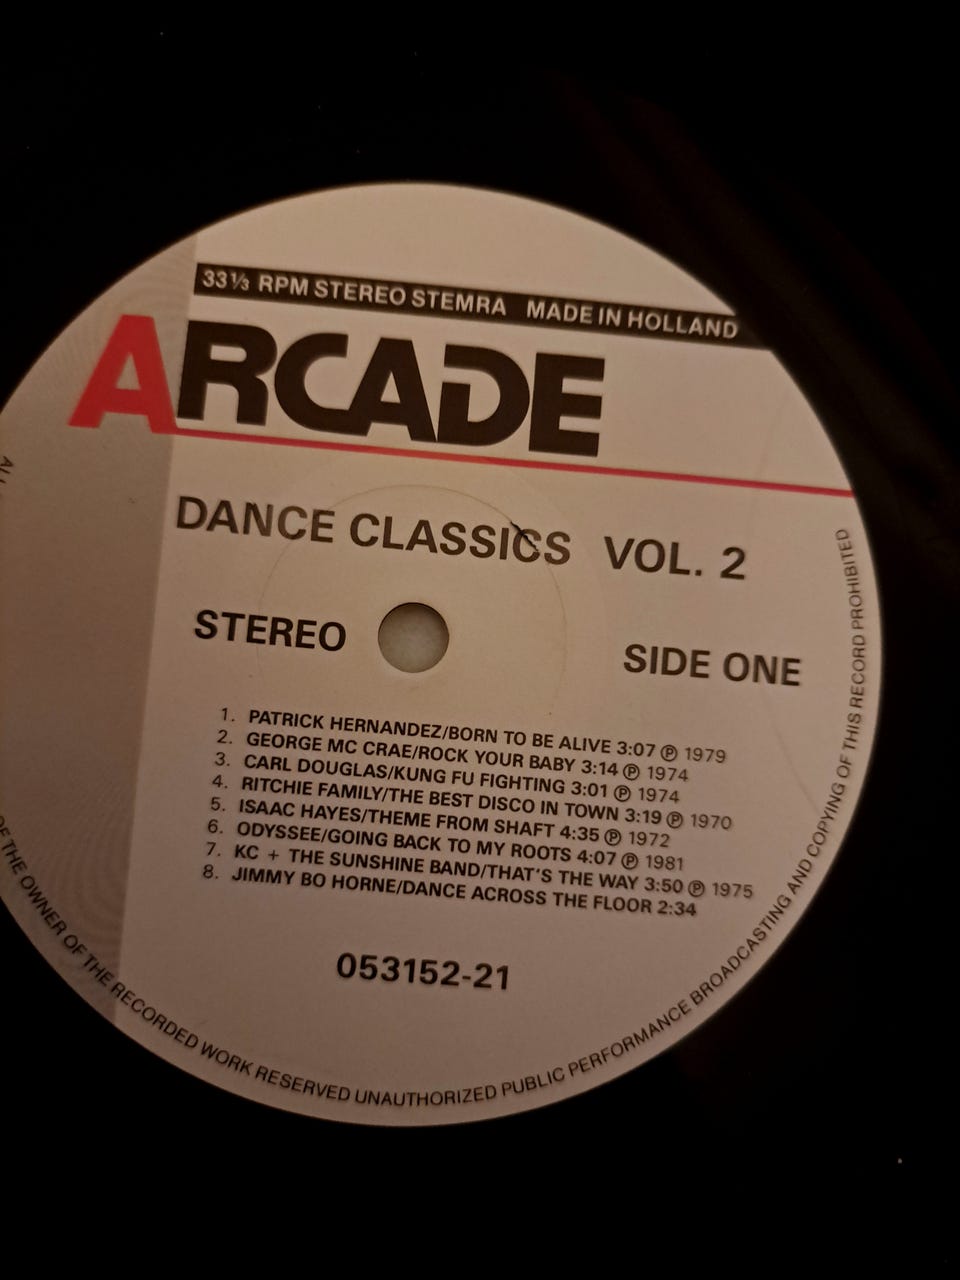 33⅓ RPM STEREO STEMRA MADE IN HOLLAND
ARCADE
DANCE CLASSICS VOL. 2
STEREO
SIDE ONE
1. PATRICK HERNANDEZ/BORN TO BE ALIVE 3:07 ℗ 1979
2. GEORGE MC CRAE/ROCK YOUR BABY 3:14 ℗ 1974
3. CARL DOUGLAS/KUNG FU FIGHTING 3:01 ℗ 1974
4. RITCHIE FAMILY/THE BEST DISCO IN TOWN 3:19 ℗ 1970
5. ISAAC HAYES/THEME FROM SHAFT 4:35 ℗ 1972
6. ODYSSEE/GOING BACK TO MY ROOTS 4:07 ℗ 1981
7. KC + THE SUNSHINE BAND/THAT'S THE WAY 3:50 ℗ 1975
8. JIMMY BO HORNE/DANCE ACROSS THE FLOOR 2:34
053152-21
OF THE OWNER OF THE RECORDED WORK RESERVED UNAUTHORIZED PUBLIC PERFORMANCE BROADCASTING AND COPYING OF THIS RECORD PROHIBITED